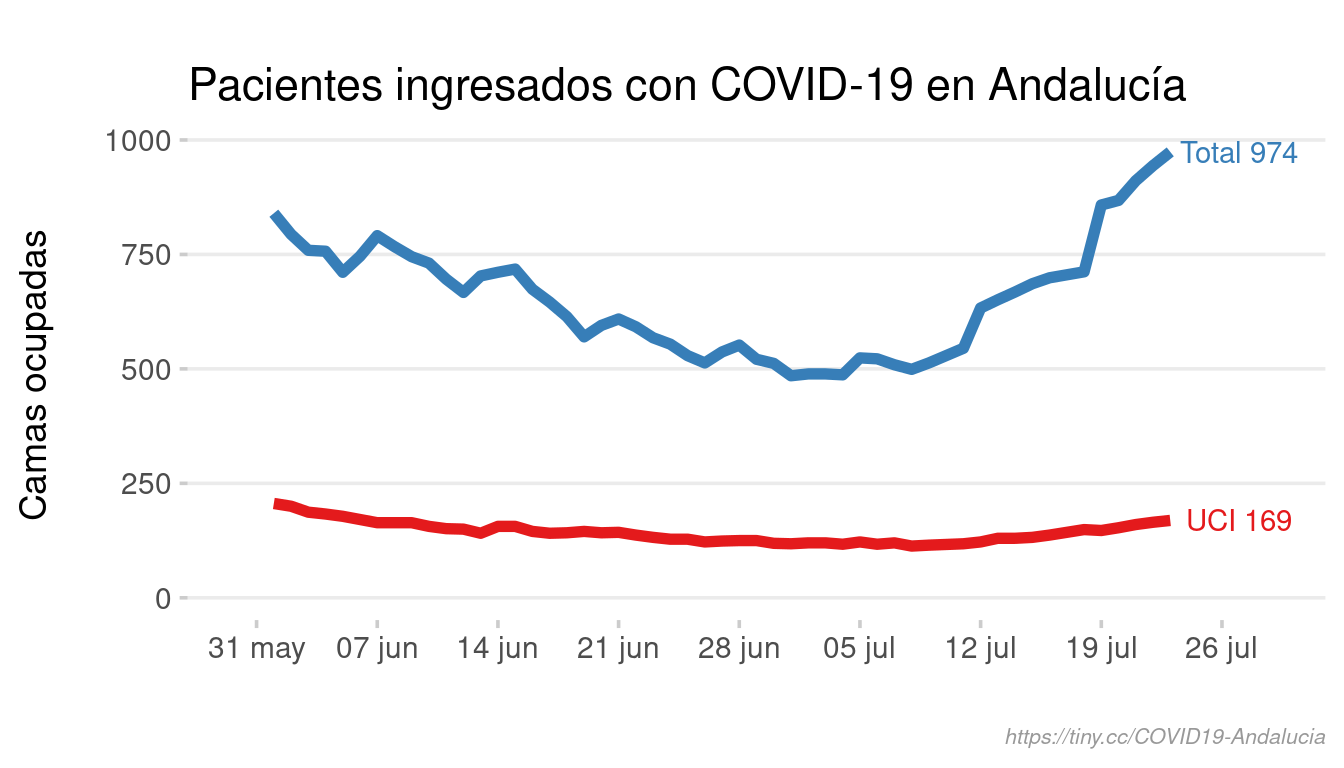 Pacientes ingresados con COVID-19 en Andalucía
Camas ocupadas
1000
750
500
250
0
Total 974
UCI 169
31 may 07 jun 14 jun 21 jun 28 jun 05 jul 12 jul 19 jul 26 jul
https://tiny.cc/COVID19-Andalucia